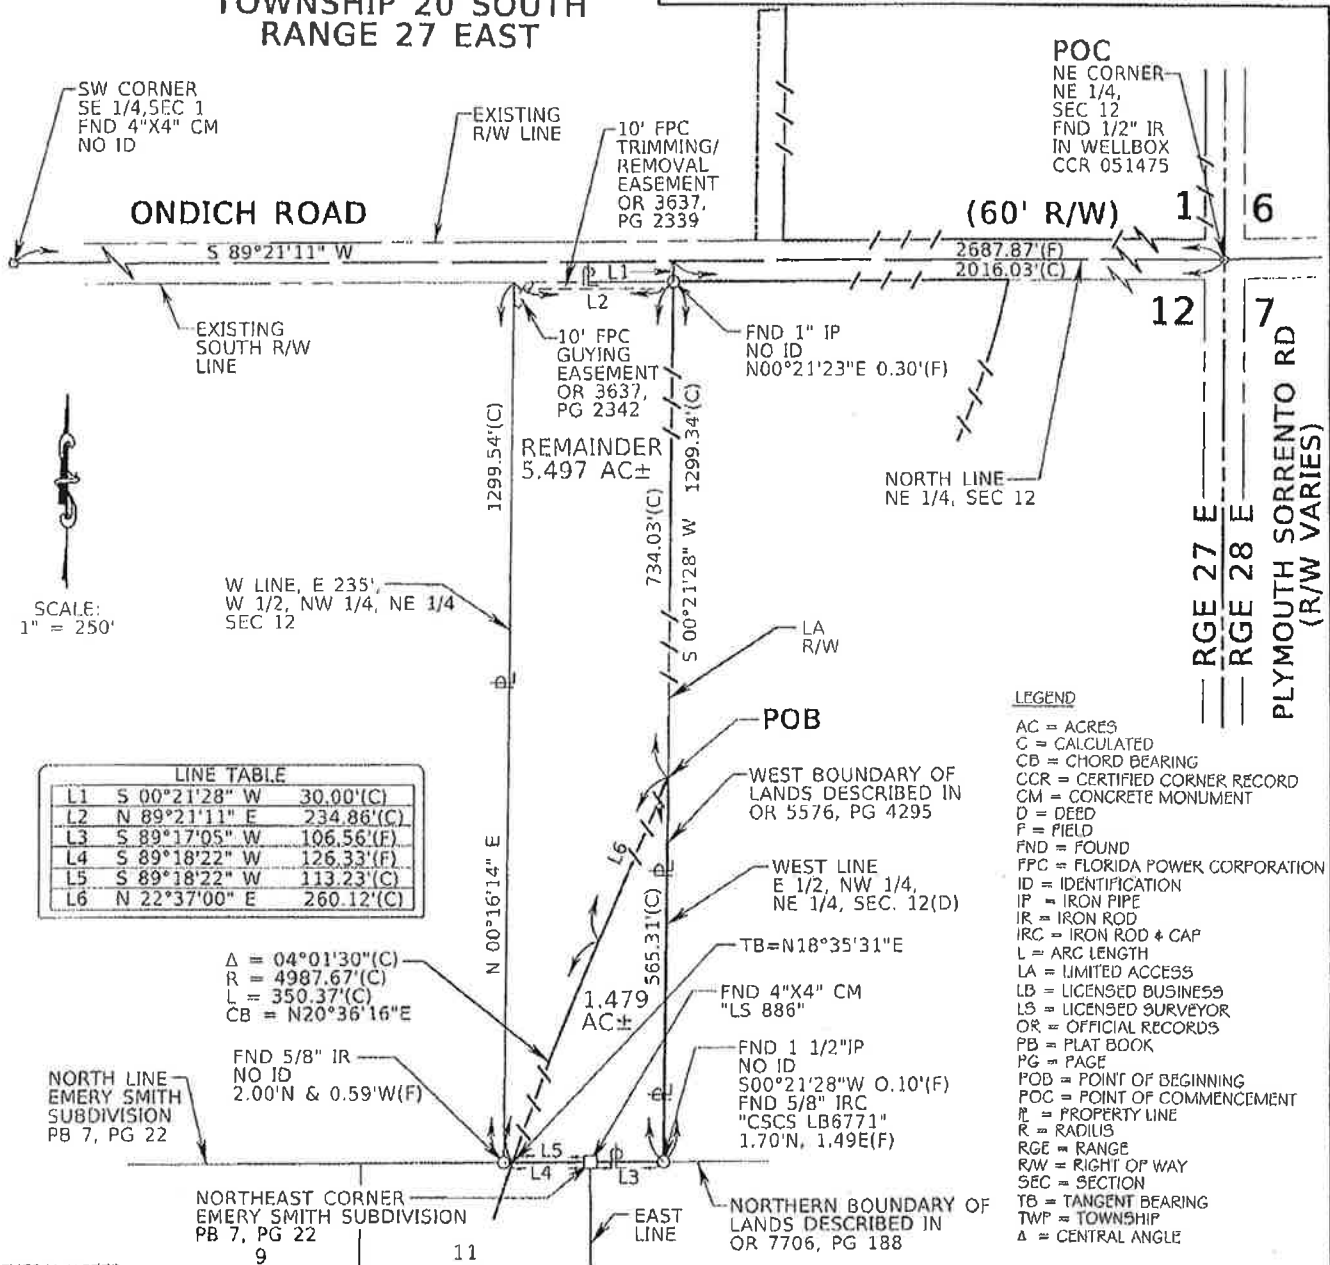 TOWNSHIP 20 SOUTH
RANGE 27 EAST
SW CORNER
SE 1/4,SEC 1
FND 4"X4" CM
NO ID
EXISTING
R/W LINE
10' FPC
TRIMMING/
REMOVAL
EASEMENT
OR 3637,
PG 2339
POC
NE CORNER
NE 1/4,
SEC 12
FND 1/2" IR
IN WELLBOX
CCR 051475
ONDICH ROAD
(60' R/W)
1
6
S 89°21'11" W
2687.87'(F)
2016.03'(C)
L1
L2
12
7
EXISTING
SOUTH R/W
LINE
10' FPC
GUYING
EASEMENT
OR 3637,
PG 2342
FND 1" IP
NO ID
N00°21'23"E 0.30'(F)
1299.54'(C)
REMAINDER
5.497 AC±
734.03'(C)
1299.34'(C)
S 00°21'28" W
NORTH LINE
NE 1/4, SEC 12
RGE 27 E
RGE 28 E
PLYMOUTH SORRENTO RD
(R/W VARIES)
SCALE:
1" = 250'
W LINE, E 235',
W 1/2, NW 1/4, NE 1/4
SEC 12
LA
R/W
POB
LINE TABLE
L1 S 00°21'28" W 30.00'(C)
L2 N 89°21'11" E 234.86'(C)
L3 S 89°17'05" W 106.56'(F)
L4 S 89°18'22" W 126.33'(F)
L5 S 89°18'22" W 113.23'(C)
L6 N 22°37'00" E 260.12'(C)
WEST BOUNDARY OF
LANDS DESCRIBED IN
OR 5576, PG 4295
L6
N 00°16'14" E
565.31'(C)
WEST LINE
E 1/2, NW 1/4,
NE 1/4, SEC. 12(D)
TB=N18°35'31"E
Δ = 04°01'30"(C)
R = 4987.67'(C)
L = 350.37'(C)
CB = N20°36'16"E
1.479
AC±
FND 4"X4" CM
"LS 886"
FND 5/8" IR
NO ID
2.00'N & 0.59'W(F)
FND 1 1/2"IP
NO ID
S00°21'28"W O.10'(F)
FND 5/8" IRC
"CSCS LB6771"
1.70'N, 1.49E(F)
NORTH LINE
EMERY SMITH
SUBDIVISION
PB 7, PG 22
L5
L4
L3
NORTHEAST CORNER
EMERY SMITH SUBDIVISION
PB 7, PG 22
9
11
EAST
LINE
NORTHERN BOUNDARY OF
LANDS DESCRIBED IN
OR 7706, PG 188
LEGEND
AC = ACRES
C = CALCULATED
CB = CHORD BEARING
CCR = CERTIFIED CORNER RECORD
CM = CONCRETE MONUMENT
D = DEED
F = FIELD
FND = FOUND
FPC = FLORIDA POWER CORPORATION
ID = IDENTIFICATION
IP = IRON PIPE
IR = IRON ROD
IRC = IRON ROD & CAP
L = ARC LENGTH
LA = LIMITED ACCESS
LB = LICENSED BUSINESS
LS = LICENSED SURVEYOR
OR = OFFICIAL RECORDS
PB = PLAT BOOK
PG = PAGE
POB = POINT OF BEGINNING
POC = POINT OF COMMENCEMENT
PL = PROPERTY LINE
R = RADIUS
RGE = RANGE
R/W = RIGHT OF WAY
SEC = SECTION
TB = TANGENT BEARING
TWP = TOWNSHIP
Δ = CENTRAL ANGLE